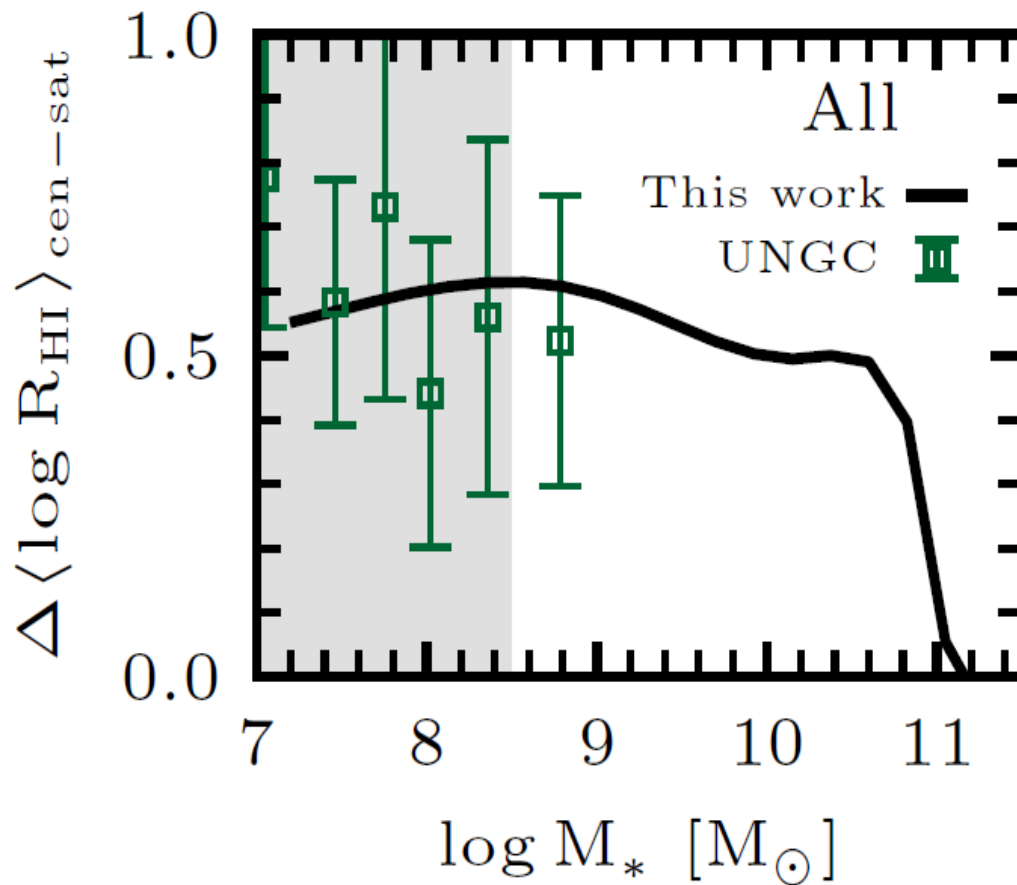 Δ⟨log R_HI⟩_cen−sat
1.0
0.5
0.0
All
This work
UNGC
7 8 9 10 11
log M_* [M_⊙]